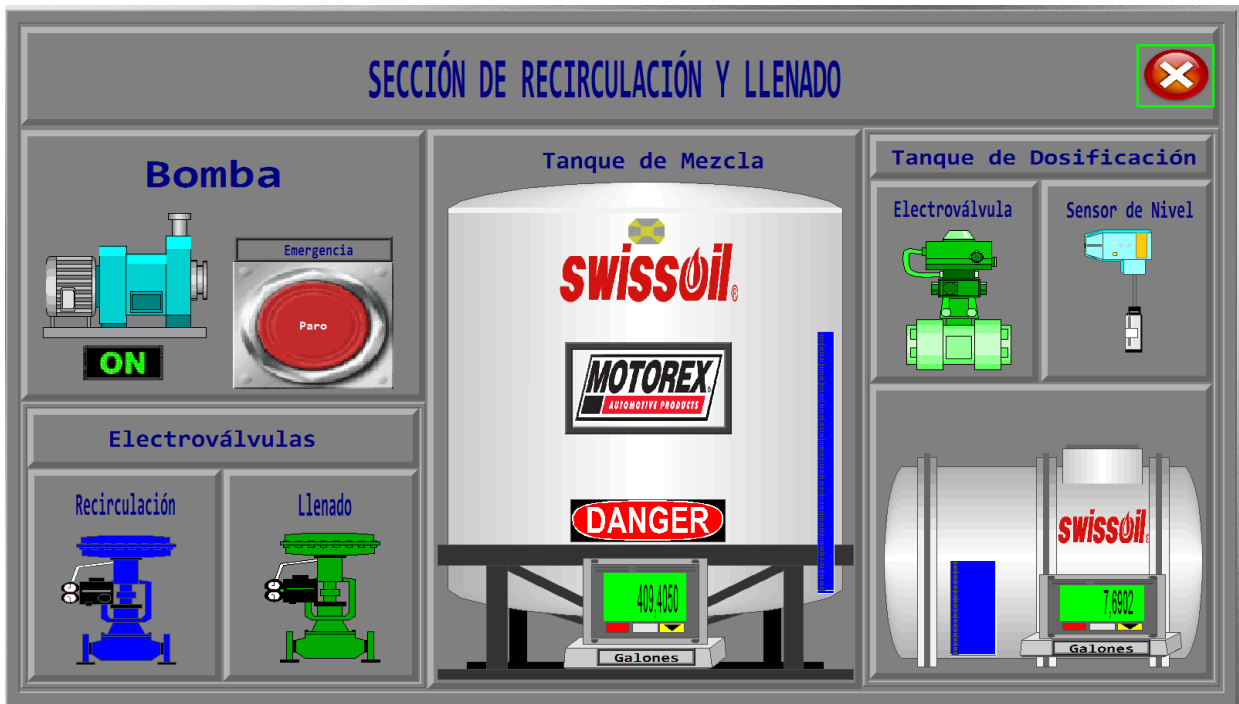 SECCIÓN DE RECIRCULACIÓN Y LLENADO
Bomba
Emergencia
Paro
ON
Electroválvulas
Recirculación
Llenado
Tanque de Mezcla
swissoil®
MOTOREX®
AUTOMOTIVE PRODUCTS
DANGER
409,4050
Galones
Tanque de Dosificación
Electroválvula
Sensor de Nivel
swissoil
7,6902
Galones